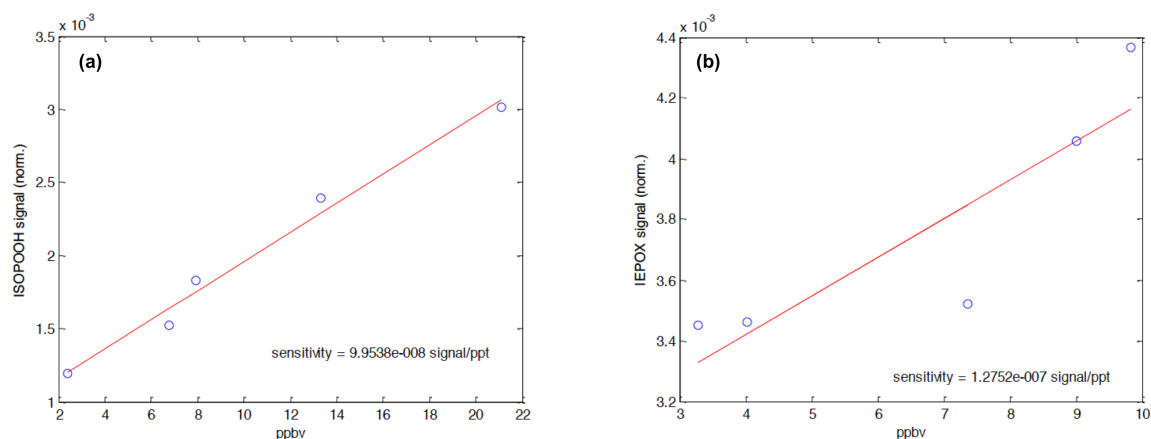 x 10⁻³
3.5
3
2.5
2
1.5
1
(a)
ISOPOOH signal (norm.)
sensitivity = 9.9538e-008 signal/ppt
2 4 6 8 10 12 14 16 18 20 22
ppbv
x 10⁻³
4.4
4.2
4
3.8
3.6
3.4
3.2
(b)
IEPOX signal (norm.)
sensitivity = 1.2752e-007 signal/ppt
3 4 5 6 7 8 9 10
ppbv